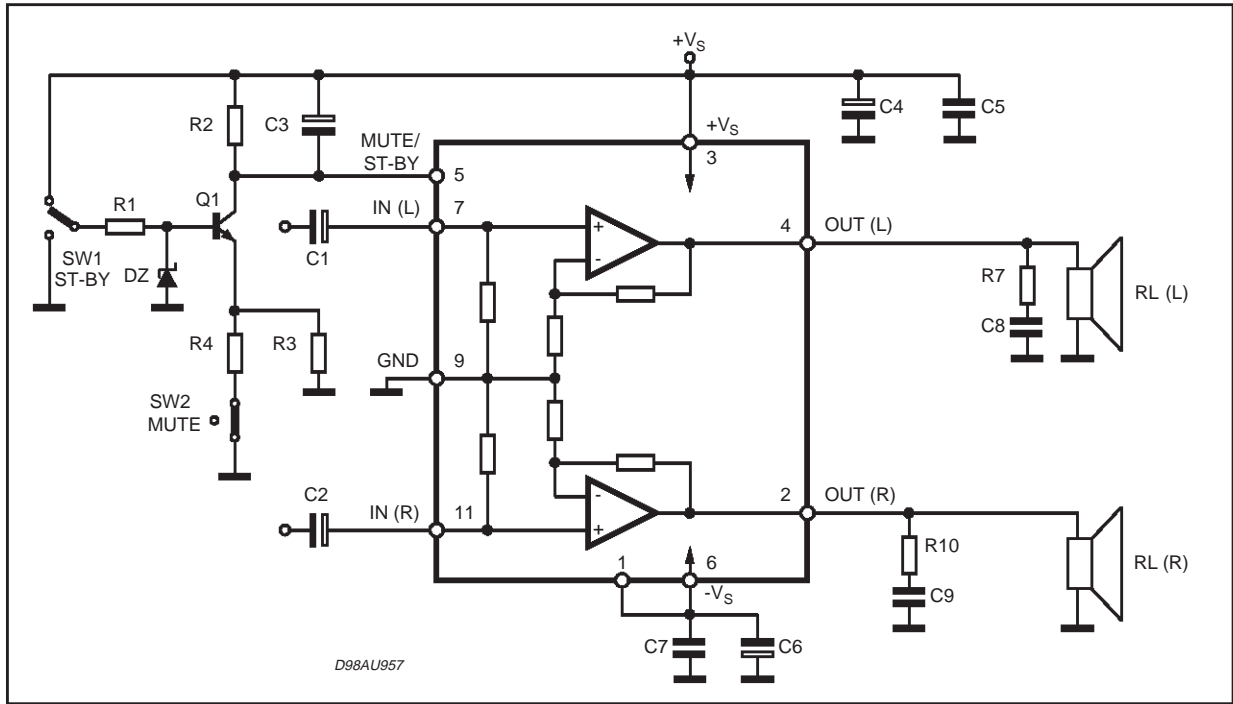 +VS
R2
C3
C4
C5
MUTE/
ST-BY
+VS
3
5
R1
Q1
IN (L)
7
+
-
4
OUT (L)
C1
SW1
ST-BY
DZ
R7
RL (L)
C8
R4
R3
GND
9
SW2
MUTE
C2
IN (R)
11
-
+
2
OUT (R)
R10
RL (R)
1
6
-VS
C9
C7
C6
D98AU957